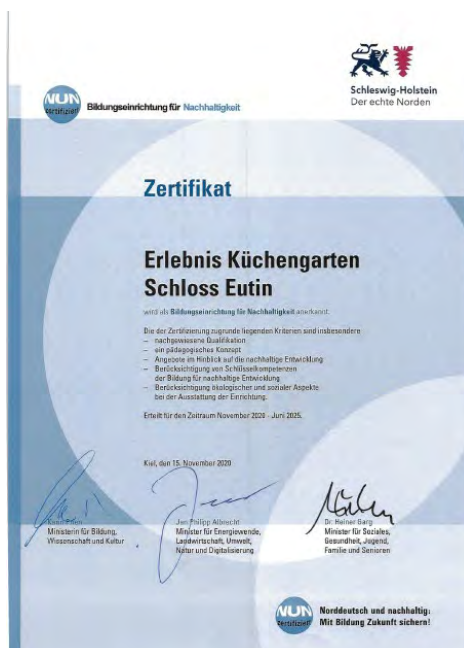 NUN
zertifiziert
Bildungseinrichtung für Nachhaltigkeit
Schleswig-Holstein
Der echte Norden
Zertifikat
Erlebnis Küchengarten
Schloss Eutin
wird als Bildungseinrichtung für Nachhaltigkeit anerkannt.
Die der Zertifizierung zugrunde liegenden Kriterien sind insbesondere
– nachgewiesene Qualifikation
– ein pädagogisches Konzept
– Angebote im Hinblick auf die nachhaltige Entwicklung
– Berücksichtigung von Schlüsselkompetenzen
der Bildung für nachhaltige Entwicklung
– Berücksichtigung ökologischer und sozialer Aspekte
bei der Ausstattung der Einrichtung.
Erteilt für den Zeitraum November 2020 - Juni 2025.
Kiel, den 15. November 2020
Ministerin für Bildung,
Wissenschaft und Kultur
Jan Philipp Albrecht
Minister für Energiewende,
Landwirtschaft, Umwelt,
Natur und Digitalisierung
Dr. Heiner Garg
Minister für Soziales,
Gesundheit, Jugend,
Familie und Senioren
NUN
zertifiziert
Norddeutsch und nachhaltig:
Mit Bildung Zukunft sichern!